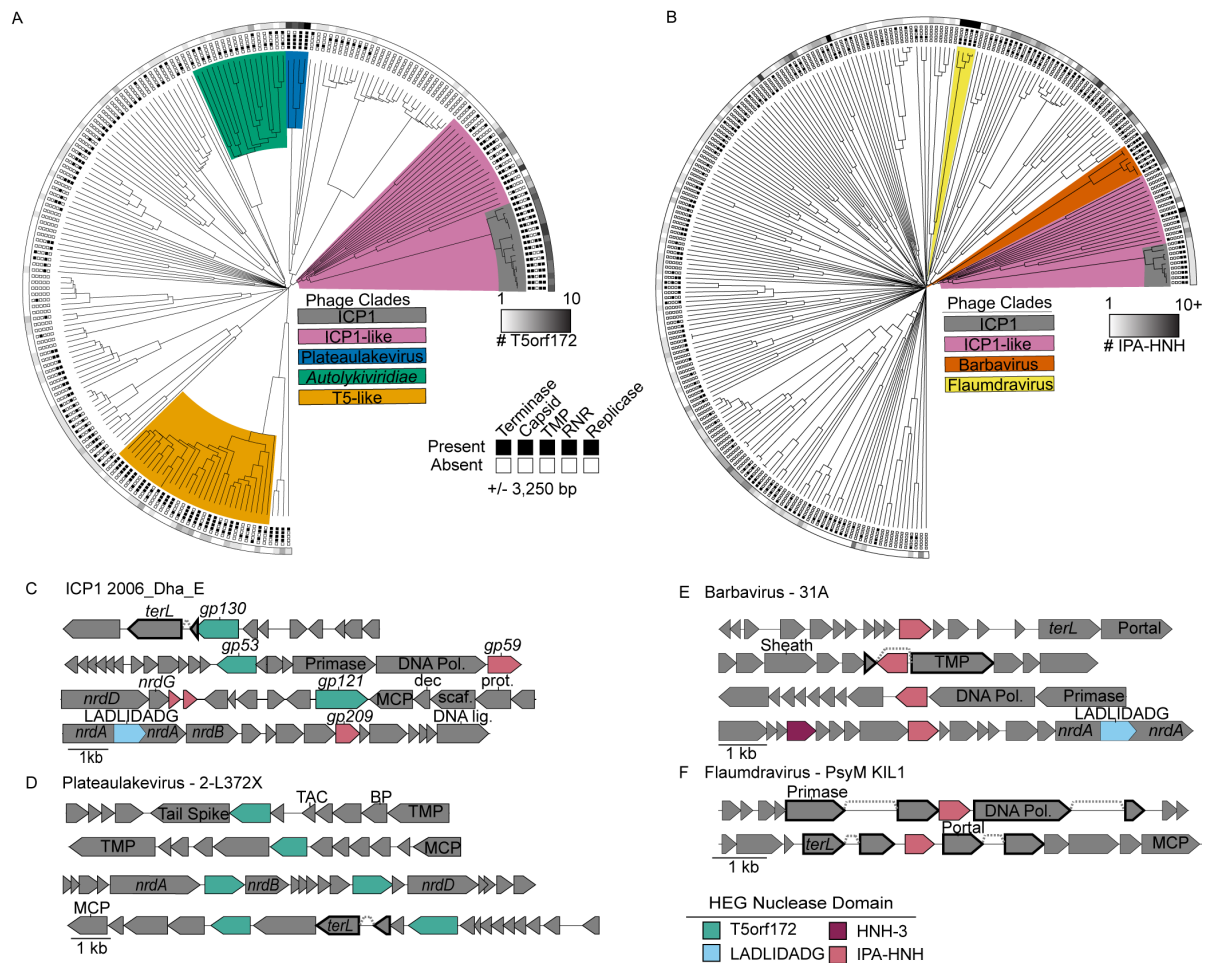 A
B
Phage Clades
ICP1
ICP1-like
Plateaulakevirus
Autolykiviridae
T5-like
1 10
# T5orf172
Terminase
Capsid
TMP
RNR
Replicase
Present
Absent
+/- 3,250 bp
Phage Clades
ICP1
ICP1-like
Barbavirus
Flaumdravirus
1 10+
# IPA-HNH
C ICP1 2006_Dha_E
terL gp130
gp53 Primase DNA Pol. gp59
nrdD nrdG gp121 MCP dec scaf. prot.
LADLIDADG
nrdA nrdA nrdB gp209 DNA lig.
1kb
D Plateaulakevirus - 2-L372X
Tail Spike TAC BP TMP
TMP MCP
nrdA nrdB nrdD
MCP terL
1 kb
E Barbavirus - 31A
terL Portal
Sheath TMP
DNA Pol. Primase
LADLIDADG
nrdA nrdA
1 kb
F Flaumdravirus - PsyM KIL1
Primase DNA Pol.
terL Portal MCP
1 kb
HEG Nuclease Domain
T5orf172 HNH-3
LADLIDADG IPA-HNH